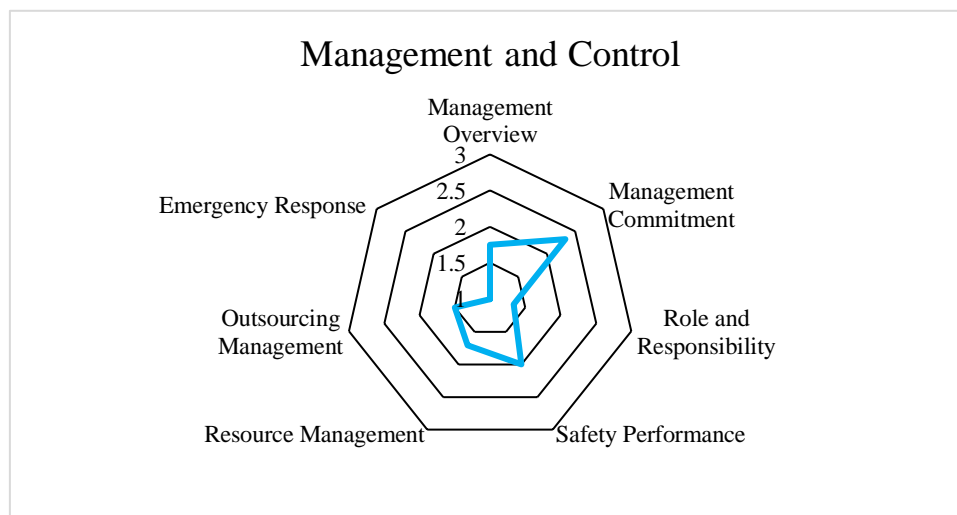 Management and Control
Management
Overview
3
2.5
2
1.5
1
Management
Commitment
Role and
Responsibility
Safety Performance
Resource Management
Outsourcing
Management
Emergency Response